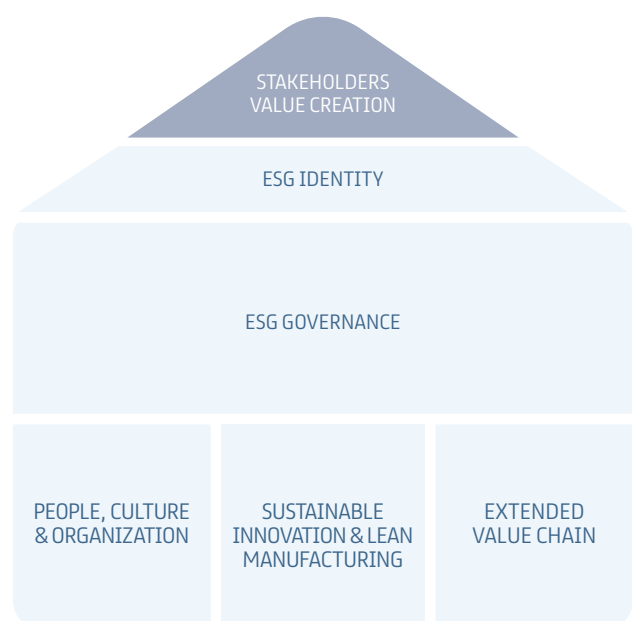 STAKEHOLDERS
VALUE CREATION
ESG IDENTITY
ESG GOVERNANCE
PEOPLE, CULTURE
& ORGANIZATION
SUSTAINABLE
INNOVATION & LEAN
MANUFACTURING
EXTENDED
VALUE CHAIN